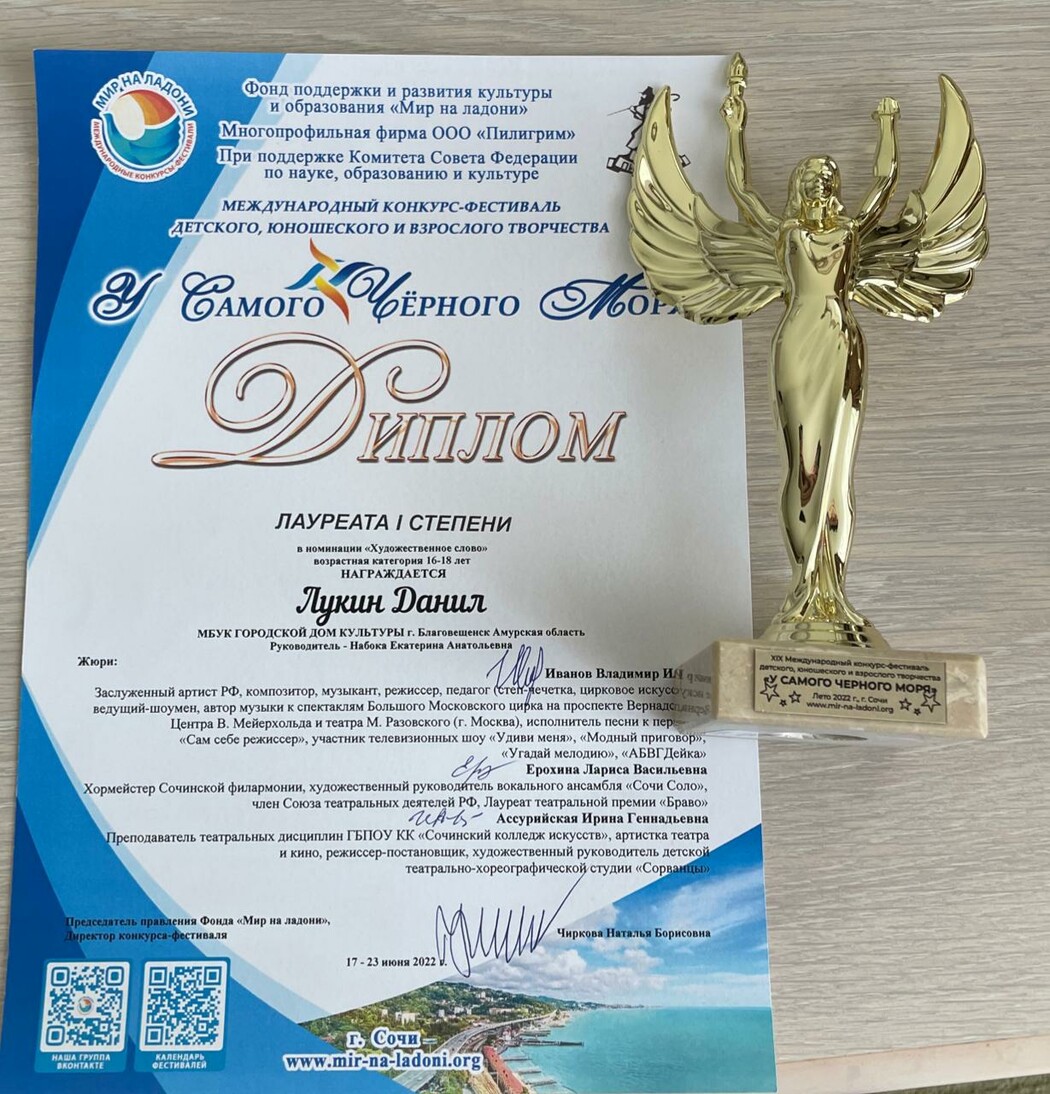 МИР НА ЛАДОНИ
МЕЖДУНАРОДНЫЕ КОНКУРСЫ-ФЕСТИВАЛИ
Фонд поддержки и развития культуры
и образования «Мир на ладони»
Многопрофильная фирма ООО «Пилигрим»
При поддержке Комитета Совета Федерации
по науке, образованию и культуре
МЕЖДУНАРОДНЫЙ КОНКУРС-ФЕСТИВАЛЬ
ДЕТСКОГО, ЮНОШЕСКОГО И ВЗРОСЛОГО ТВОРЧЕСТВА
У Самого Чёрного Моря
Диплом
ЛАУРЕАТА I СТЕПЕНИ
в номинации «Художественное слово»
возрастная категория 16-18 лет
НАГРАЖДАЕТСЯ
Лукин Данил
МБУК ГОРОДСКОЙ ДОМ КУЛЬТУРЫ г. Благовещенск Амурская область
Руководитель - Набока Екатерина Анатольевна
Жюри:
Иванов Владимир
Заслуженный артист РФ, композитор, музыкант, режиссер, педагог (степ-чечетка, цирковое
ведущий-шоумен, автор музыки к спектаклям Большого Московского цирка на проспекте
Центра В. Мейерхольда и театра М. Разовского (г. Москва), исполнитель песни к
«Сам себе режиссер», участник телевизионных шоу «Удиви меня», «Модный приговор»,
«Угадай мелодию», «АБВГДейка»
Ерохина Лариса Васильевна
Хормейстер Сочинской филармонии, художественный руководитель вокального ансамбля «Сочи Соло»,
член Союза театральных деятелей РФ, Лауреат театральной премии «Браво»
Ассурийская Ирина Геннадьевна
Преподаватель театральных дисциплин ГБПОУ КК «Сочинский колледж искусств», артистка театра
и кино, режиссер-постановщик, художественный руководитель детской
театрально-хореографической студии «Сорванцы»
Председатель правления Фонда «Мир на ладони»,
Директор конкурса-фестиваля
Чиркова Наталья Борисовна
17 - 23 июня 2022 г.
НАША ГРУППА
ВКОНТАКТЕ
КАЛЕНДАРЬ
ФЕСТИВАЛЕЙ
г. Сочи
www.mir-na-ladoni.org
XIX Международный конкурс-фестиваль
детского, юношеского и взрослого творчества
«У САМОГО ЧЕРНОГО МОРЯ»
Лето 2022 г., г. Сочи
www.mir-na-ladoni.org